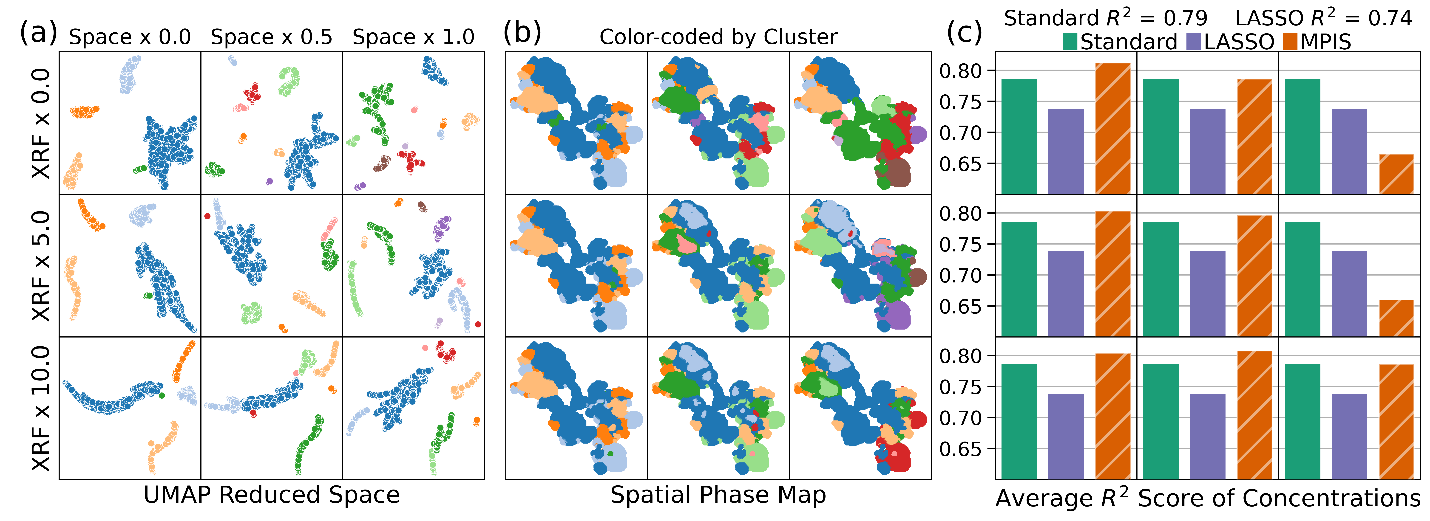 (a)
Space x 0.0 Space x 0.5 Space x 1.0
XRF x 0.0
XRF x 5.0
XRF x 10.0
UMAP Reduced Space
(b)
Color-coded by Cluster
Spatial Phase Map
(c)
Standard R² = 0.79 LASSO R² = 0.74
Standard LASSO MPIS
0.80
0.75
0.70
0.65
0.80
0.75
0.70
0.65
0.80
0.75
0.70
0.65
Average R² Score of Concentrations